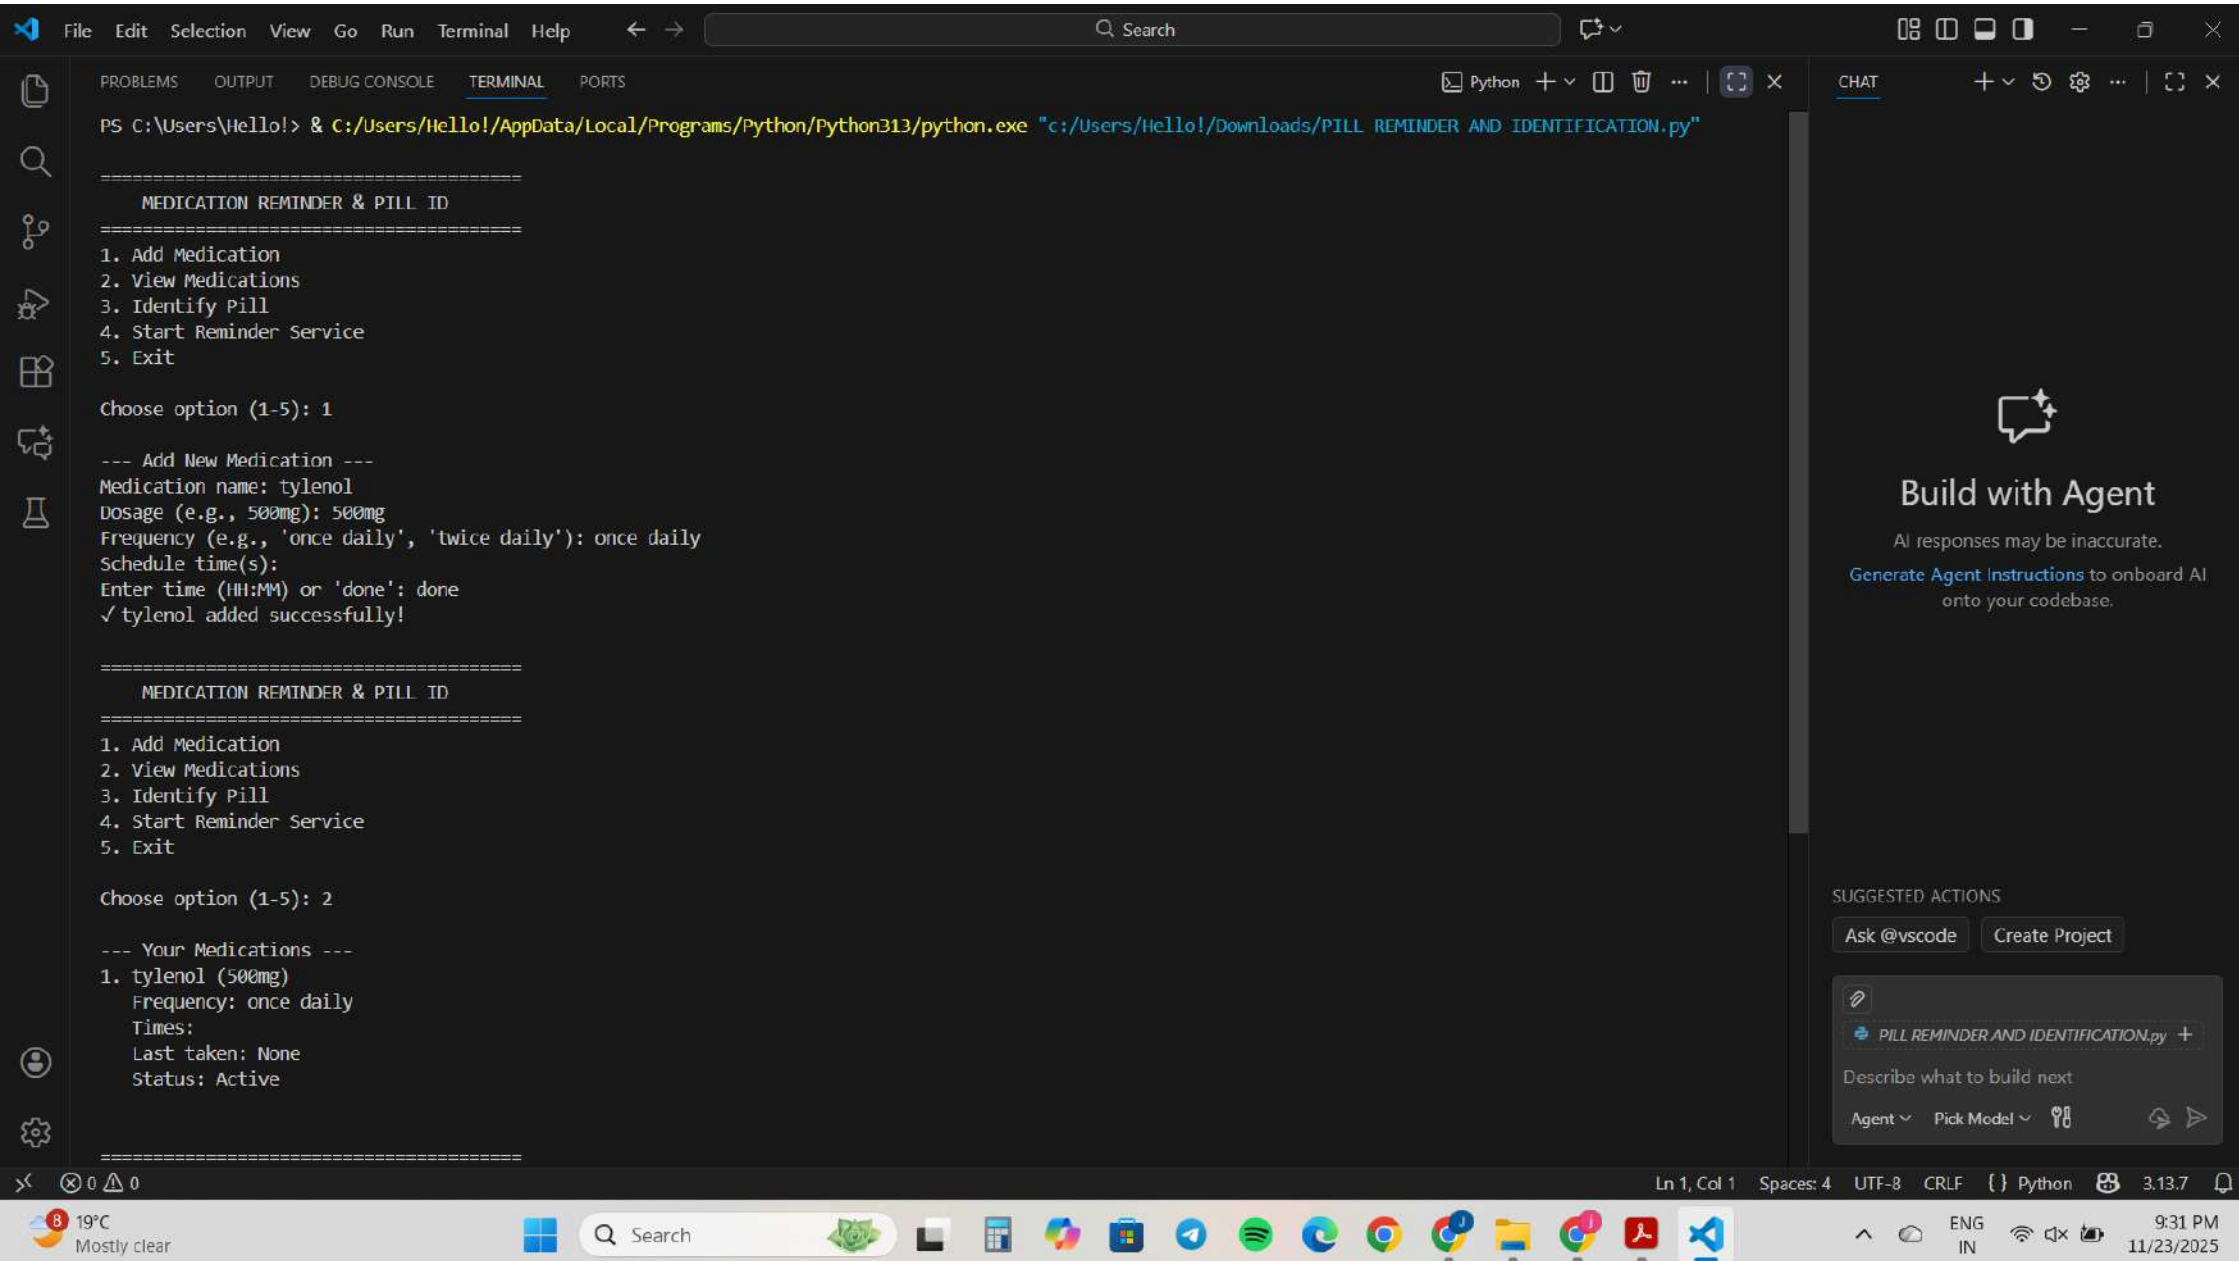 File Edit Selection View Go Run Terminal Help
Search
PROBLEMS OUTPUT DEBUG CONSOLE TERMINAL PORTS
Python
PS C:\Users\Hello!> & C:/Users/Hello!/AppData/Local/Programs/Python/Python313/python.exe "c:/Users/Hello!/Downloads/PILL REMINDER AND IDENTIFICATION.py"
========================================
MEDICATION REMINDER & PILL ID
========================================
1. Add Medication
2. View Medications
3. Identify Pill
4. Start Reminder Service
5. Exit
Choose option (1-5): 1
--- Add New Medication ---
Medication name: tylenol
Dosage (e.g., 500mg): 500mg
Frequency (e.g., 'once daily', 'twice daily'): once daily
Schedule time(s):
Enter time (HH:MM) or 'done': done
✓ tylenol added successfully!
========================================
MEDICATION REMINDER & PILL ID
========================================
1. Add Medication
2. View Medications
3. Identify Pill
4. Start Reminder Service
5. Exit
Choose option (1-5): 2
--- Your Medications ---
1. tylenol (500mg)
Frequency: once daily
Times:
Last taken: None
Status: Active
========================================
CHAT
Build with Agent
AI responses may be inaccurate.
Generate Agent Instructions to onboard AI
onto your codebase.
SUGGESTED ACTIONS
Ask @vscode Create Project
PILL REMINDER AND IDENTIFICATION.py +
Describe what to build next
Agent Pick Model
0 0
Ln 1, Col 1 Spaces: 4 UTF-8 CRLF {} Python 3.13.7
8
19°C
Mostly clear
Search
J
J
ENG
IN
9:31 PM
11/23/2025